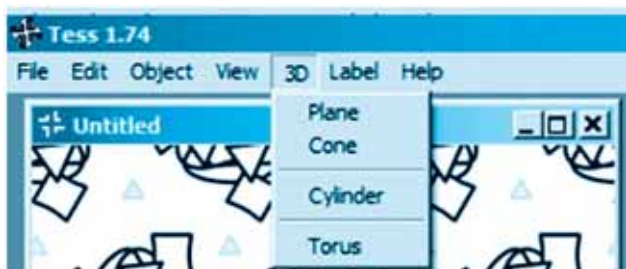 Tess 1.74
File Edit Object View 3D Label Help
Untitled
Plane
Cone
Cylinder
Torus